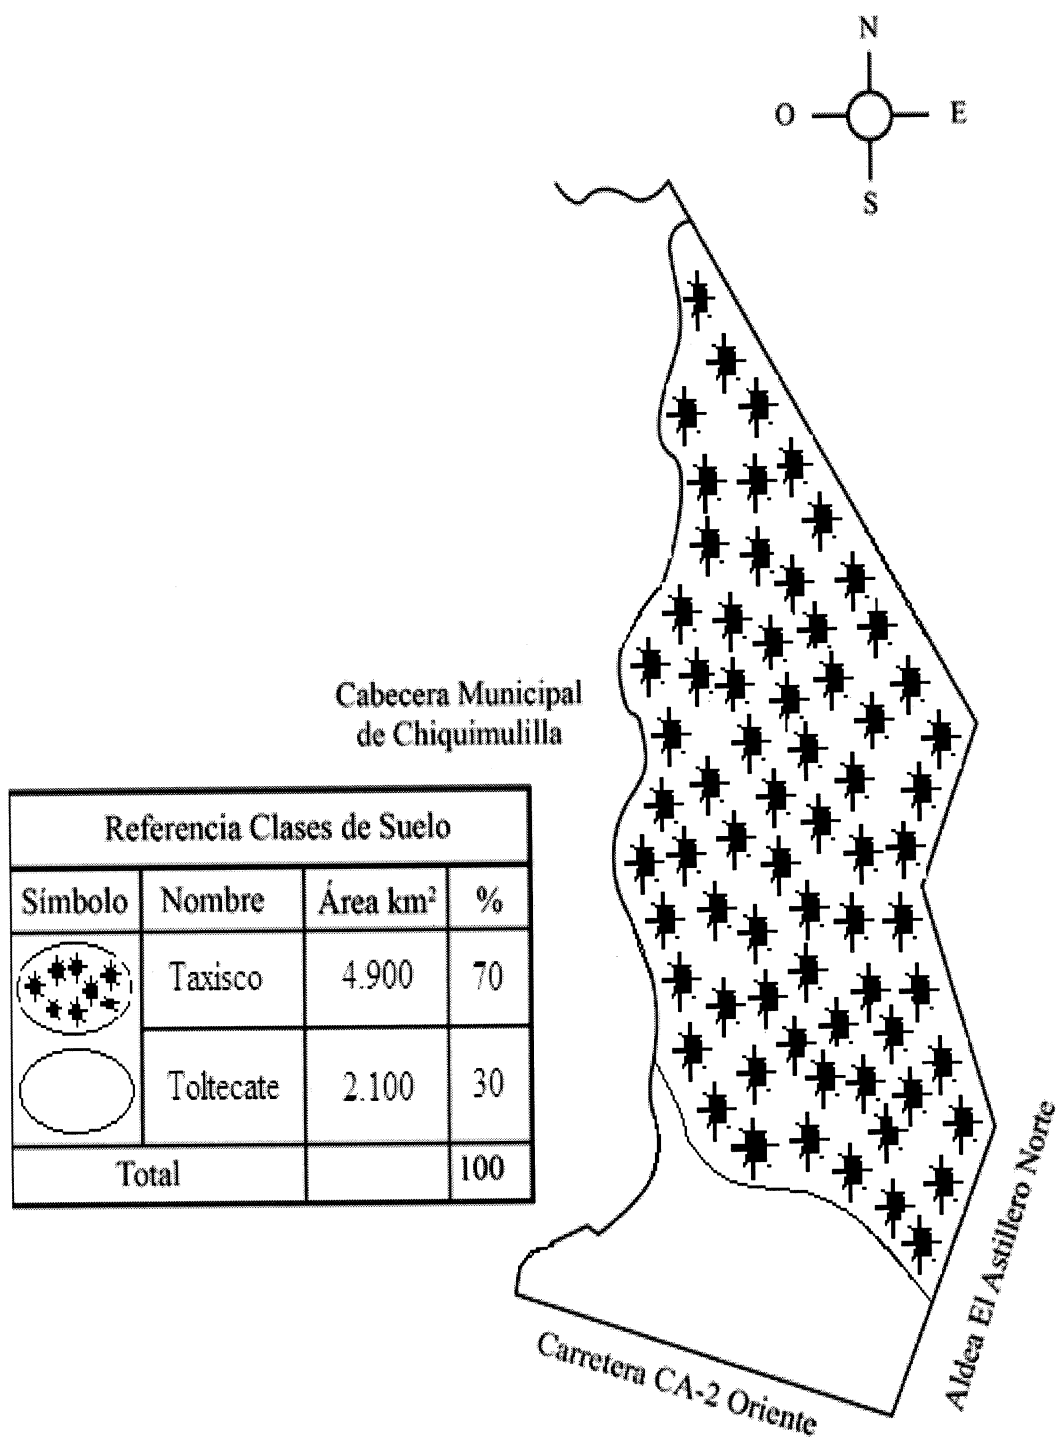 N
O E
S
Cabecera Municipal
de Chiquimulilla
Referencia Clases de Suelo
Símbolo Nombre Área km² %
Taxisco 4.900 70
Toltecate 2.100 30
Total 100
Carretera CA-2 Oriente
Aldea El Astillero Norte